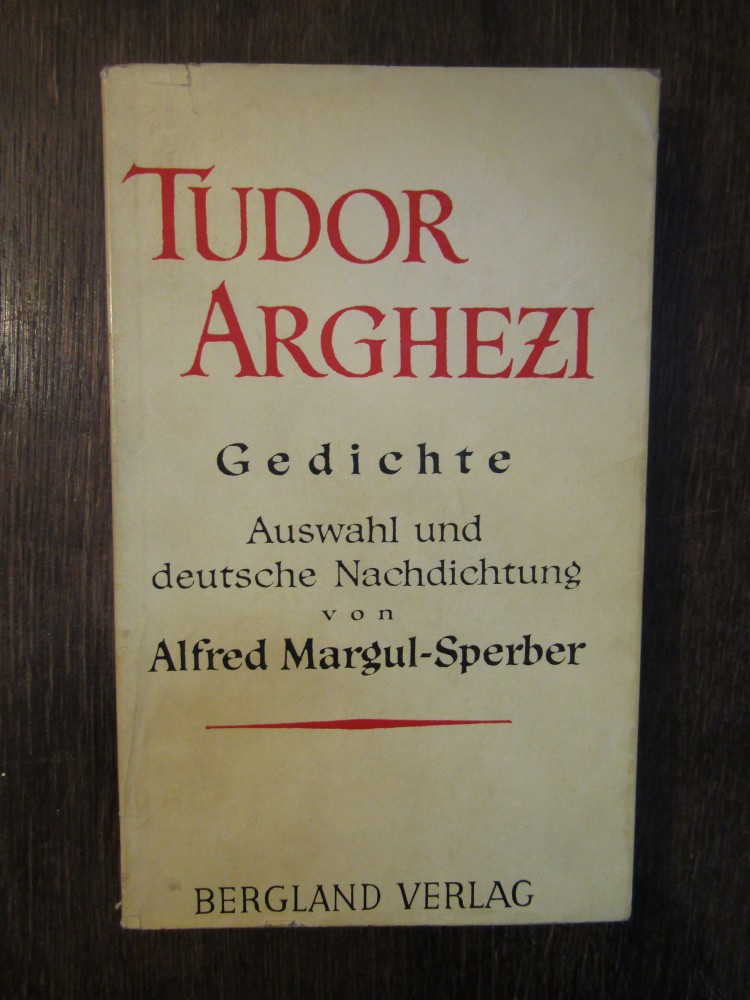 TUDOR
ARGHEZI
Gedichte
Auswahl und
deutsche Nachdichtung
von
Alfred Margul-Sperber
BERGLAND VERLAG